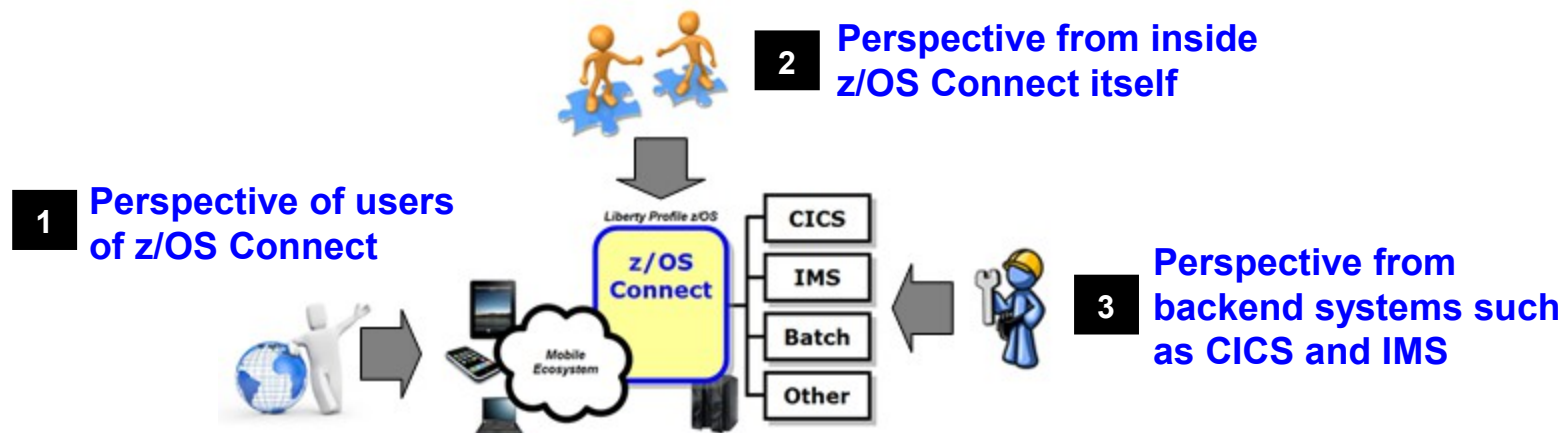 2
Perspective from inside
z/OS Connect itself
1
Perspective of users
of z/OS Connect
Liberty Profile z/OS
z/OS
Connect
Mobile
Ecosystem
CICS
IMS
Batch
Other
3
Perspective from
backend systems such
as CICS and IMS